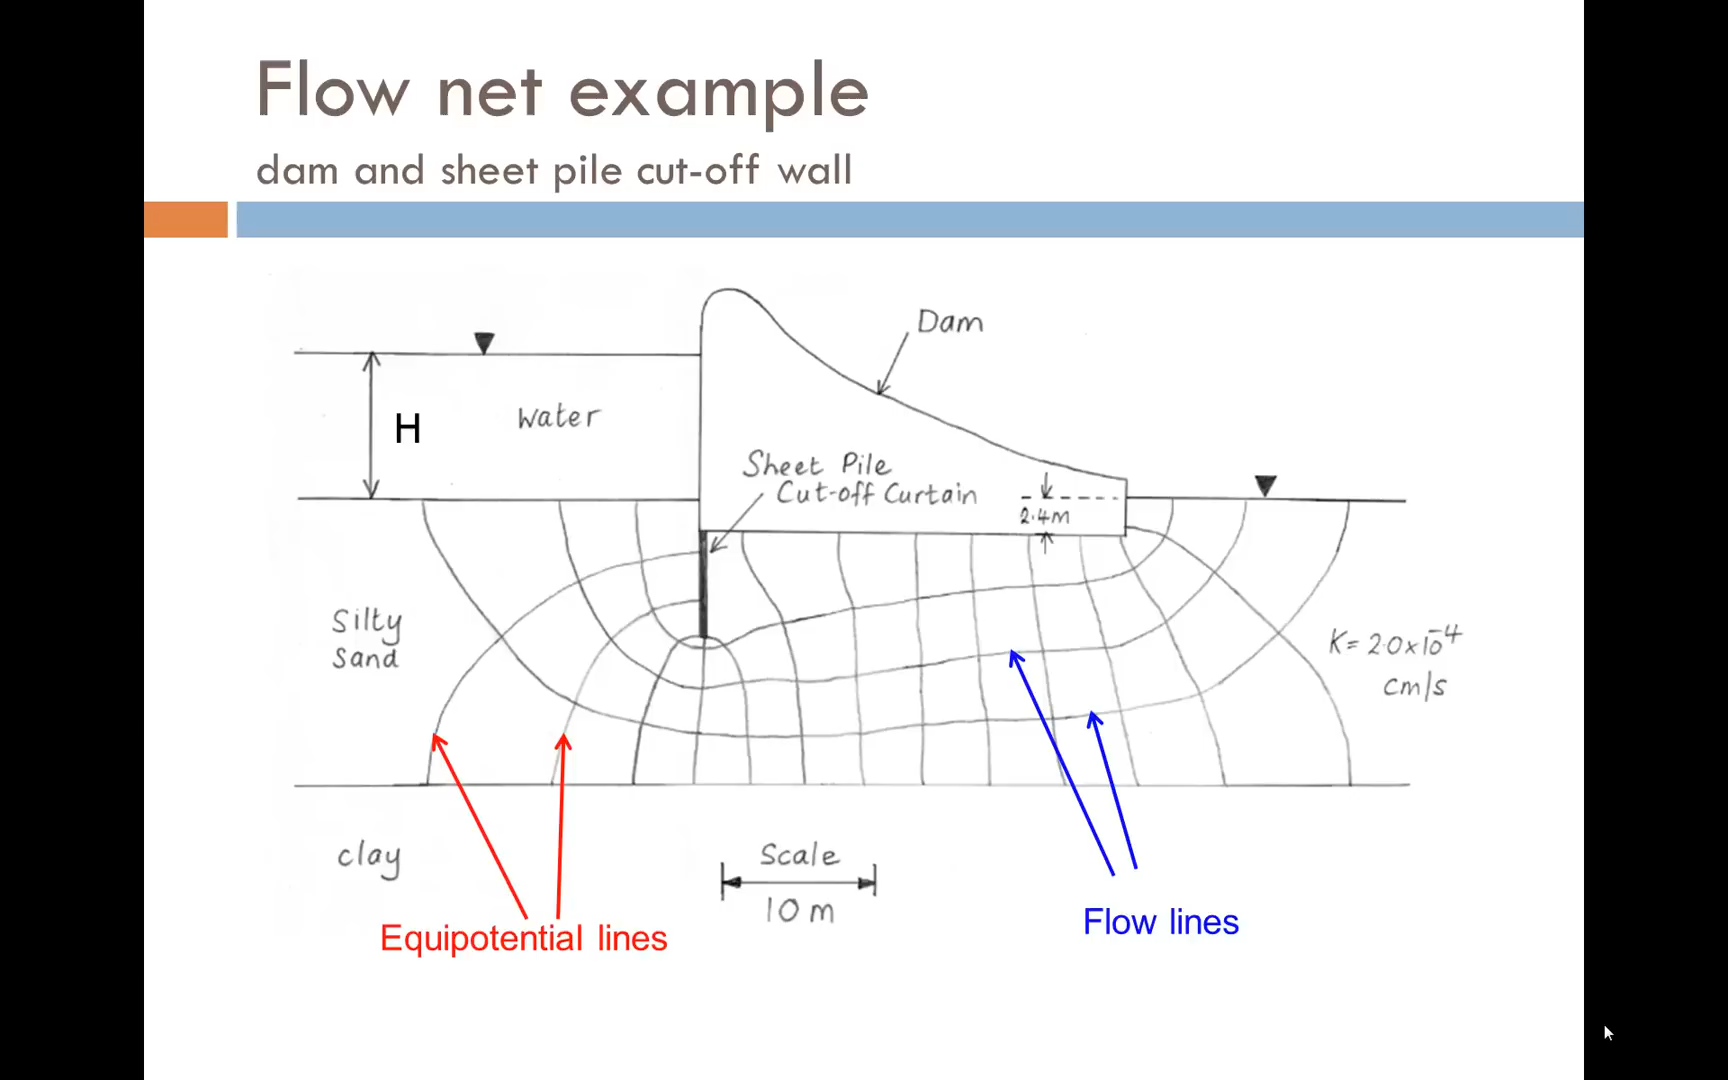 Flow net example
dam and sheet pile cut-off wall
Dam
H
Water
Sheet Pile
Cut-off Curtain
2.4m
Silty
Sand
K= 2.0x10⁻⁴
cm/s
clay
Scale
10 m
Equipotential lines
Flow lines